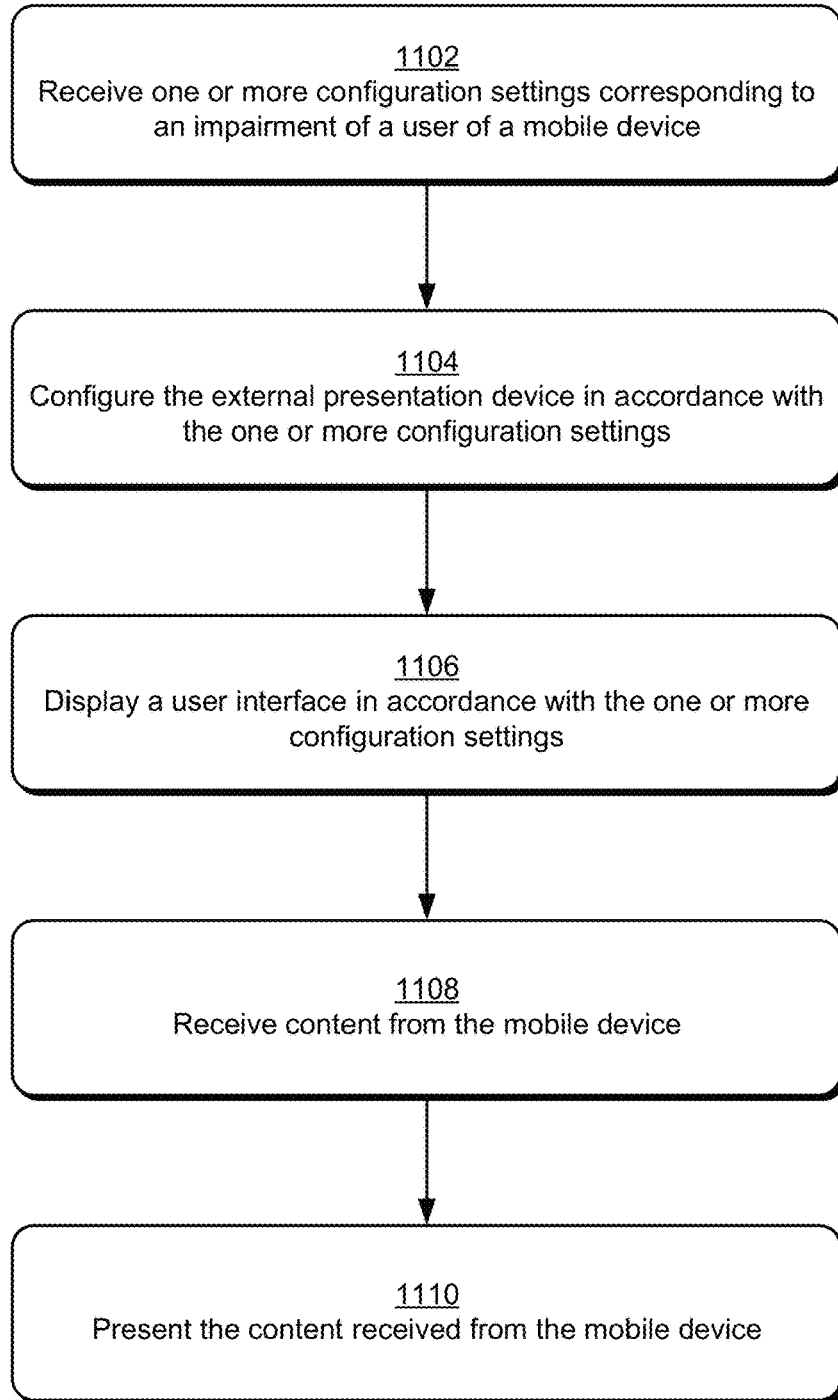 1102
Receive one or more configuration settings corresponding to
an impairment of a user of a mobile device
1104
Configure the external presentation device in accordance with
the one or more configuration settings
1106
Display a user interface in accordance with the one or more
configuration settings
1108
Receive content from the mobile device
1110
Present the content received from the mobile device